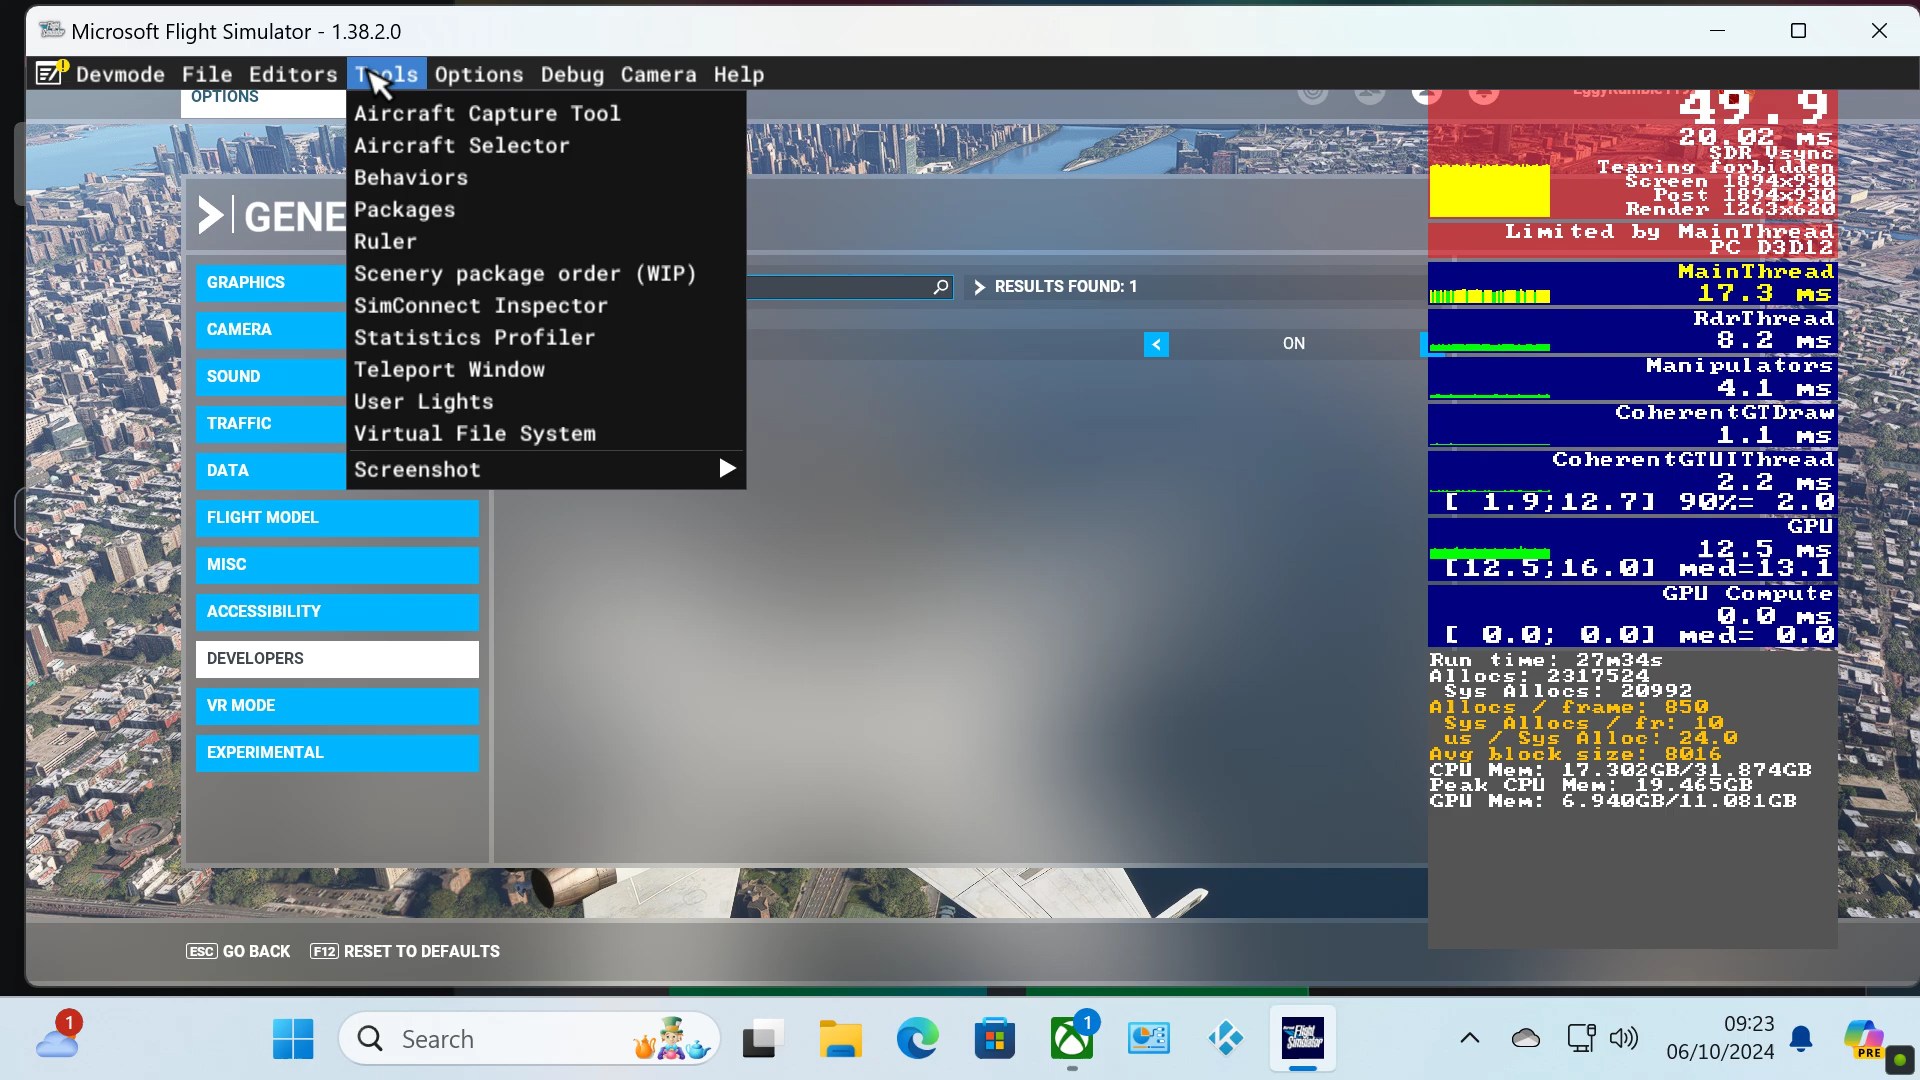 Microsoft Flight Simulator - 1.38.2.0
Devmode File Editors Tools Options Debug Camera Help
OPTIONS
Aircraft Capture Tool
Aircraft Selector
Behaviors
Packages
Ruler
Scenery package order (WIP)
SimConnect Inspector
Statistics Profiler
Teleport Window
User Lights
Virtual File System
Screenshot
GENE
RESULTS FOUND: 1
ON
GRAPHICS
CAMERA
SOUND
TRAFFIC
DATA
FLIGHT MODEL
MISC
ACCESSIBILITY
DEVELOPERS
VR MODE
EXPERIMENTAL
49.9
20.02 ms
SDR Vsync
Tearing forbidden
Screen 1894x930
Post 1894x930
Render 1263x620
Limited by MainThread
PC D3D12
MainThread
17.3 ms
RdrThread
8.2 ms
Manipulators
4.1 ms
CoherentGTDraw
1.1 ms
CoherentGTUIThread
2.2 ms
[ 1.9;12.7] 90%= 2.0
GPU
12.5 ms
[12.5;16.0] med=13.1
GPU Compute
0.0 ms
[ 0.0; 0.0] med= 0.0
Run time: 27m34s
Allocs: 2317524
Sys Allocs: 20992
Allocs / frame: 850
Sys Allocs / fr: 10
us / Sys Alloc: 24.0
Avg block size: 8016
CPU Mem: 17.302GB/31.874GB
Peak CPU Mem: 19.465GB
GPU Mem: 6.940GB/11.081GB
ESC GO BACK F12 RESET TO DEFAULTS
1
Search
1
Flight Simulator
09:23
06/10/2024
PRE